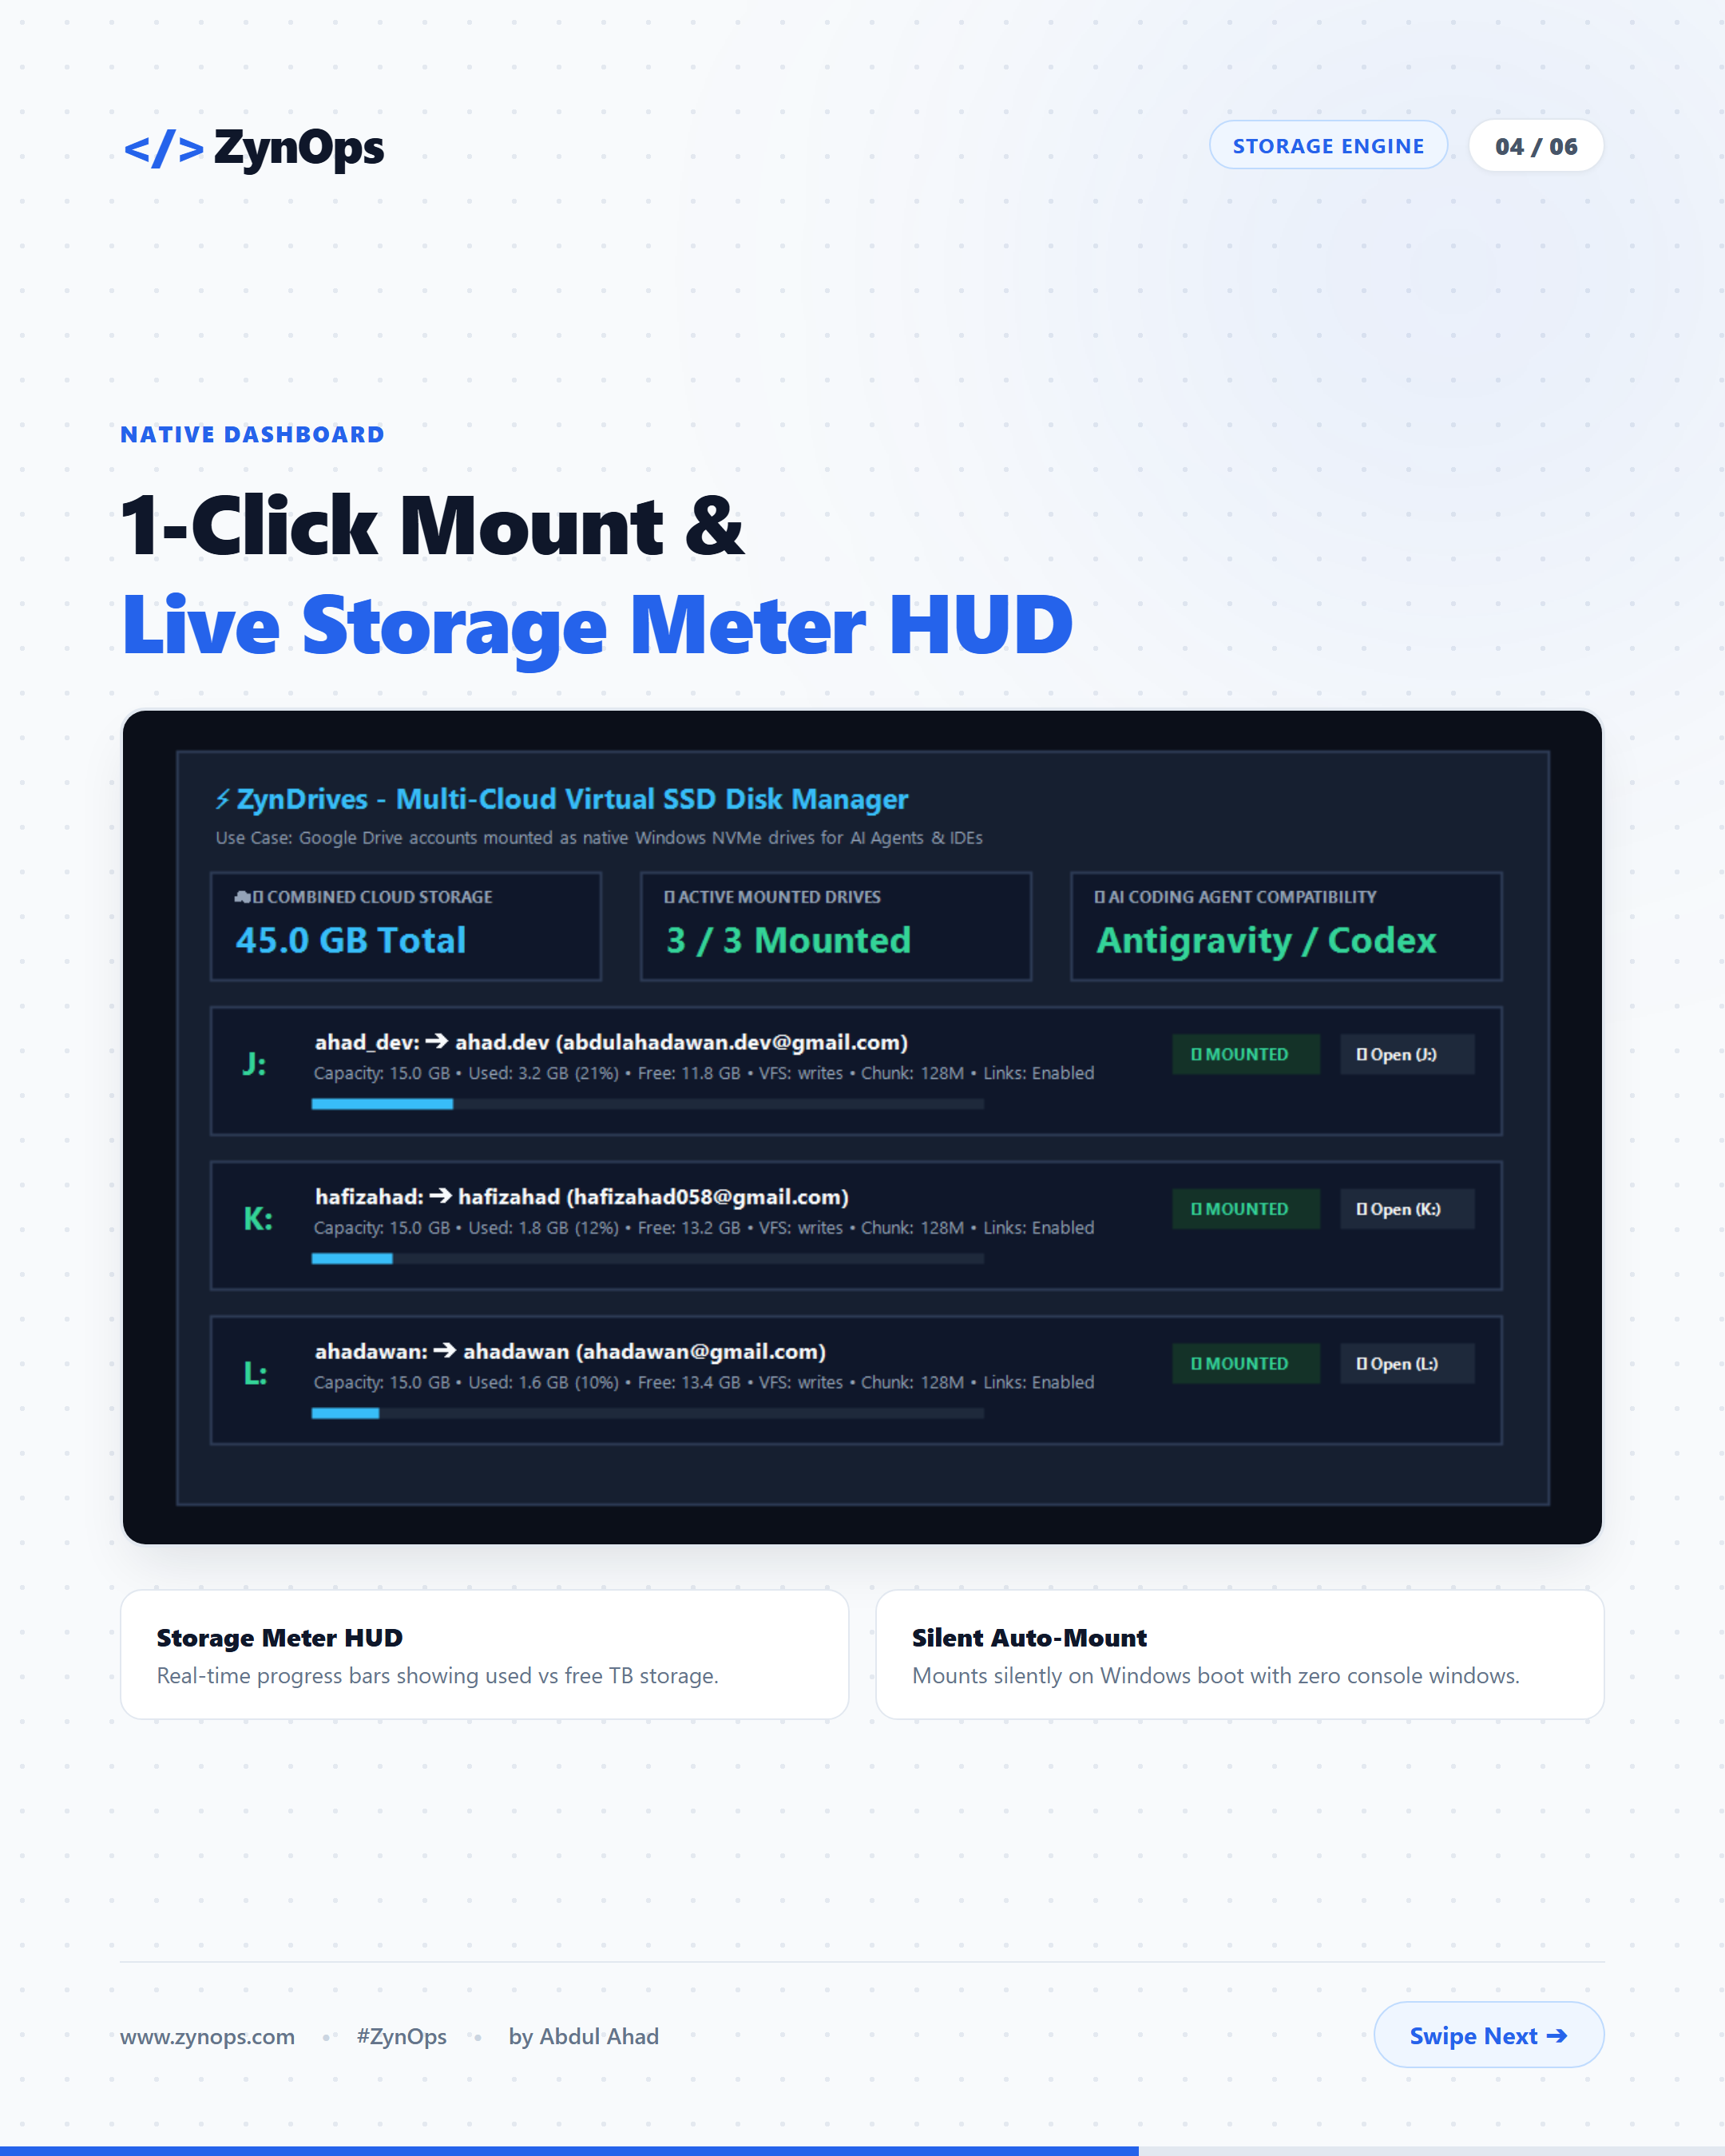 </> ZynOps
STORAGE ENGINE
04 / 06
NATIVE DASHBOARD
1-Click Mount &
Live Storage Meter HUD
⚡ ZynDrives - Multi-Cloud Virtual SSD Disk Manager
Use Case: Google Drive accounts mounted as native Windows NVMe drives for AI Agents & IDEs
COMBINED CLOUD STORAGE
45.0 GB Total
ACTIVE MOUNTED DRIVES
3 / 3 Mounted
AI CODING AGENT COMPATIBILITY
Antigravity / Codex
J:
ahad_dev: ➔ ahad.dev (abdulahadawan.dev@gmail.com)
Capacity: 15.0 GB • Used: 3.2 GB (21%) • Free: 11.8 GB • VFS: writes • Chunk: 128M • Links: Enabled
MOUNTED
Open (J:)
K:
hafizahad: ➔ hafizahad (hafizahad058@gmail.com)
Capacity: 15.0 GB • Used: 1.8 GB (12%) • Free: 13.2 GB • VFS: writes • Chunk: 128M • Links: Enabled
MOUNTED
Open (K:)
L:
ahadawan: ➔ ahadawan (ahadawan@gmail.com)
Capacity: 15.0 GB • Used: 1.6 GB (10%) • Free: 13.4 GB • VFS: writes • Chunk: 128M • Links: Enabled
MOUNTED
Open (L:)
Storage Meter HUD
Real-time progress bars showing used vs free TB storage.
Silent Auto-Mount
Mounts silently on Windows boot with zero console windows.
www.zynops.com • #ZynOps • by Abdul Ahad
Swipe Next ➔